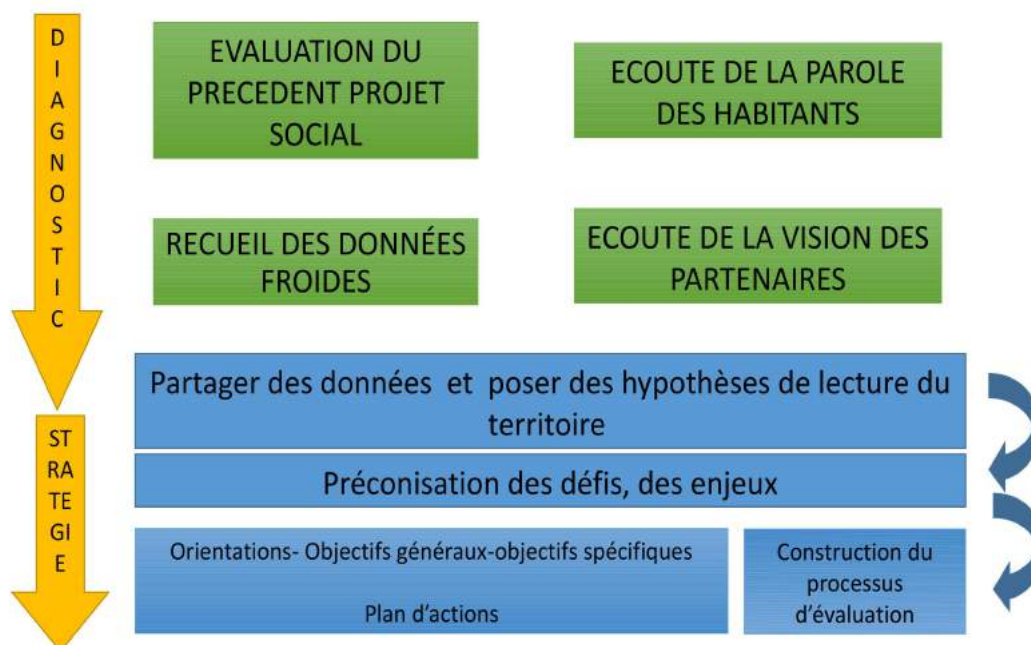 DIAGNOSTIC
EVALUATION DU
PRECEDENT PROJET
SOCIAL
ECOUTE DE LA PAROLE
DES HABITANTS
RECUEIL DES DONNÉES
FROIDES
ECOUTE DE LA VISION DES
PARTENAIRES
Partager des données et poser des hypothèses de lecture du
territoire
ST
RA
TE
GI
E
Préconisation des défis, des enjeux
Orientations- Objectifs généraux-objectifs spécifiques
Plan d'actions
Construction du
processus
d'évaluation